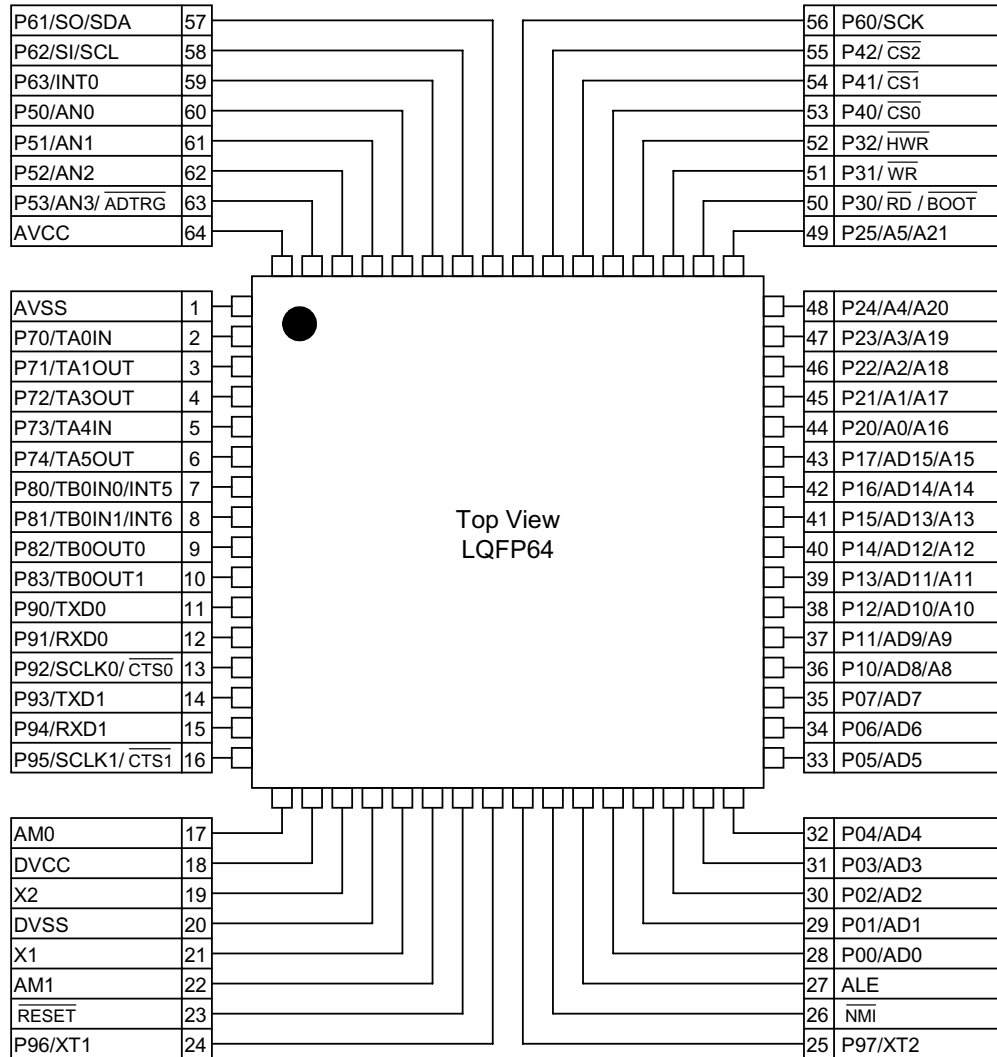 P61/SO/SDA 57
P62/SI/SCL 58
P63/INT0 59
P50/AN0 60
P51/AN1 61
P52/AN2 62
P53/AN3/ ADTRG 63
AVCC 64
56 P60/SCK
55 P42/ CS2
54 P41/ CS1
53 P40/ CS0
52 P32/ HWR
51 P31/ WR
50 P30/ RD / BOOT
49 P25/A5/A21
AVSS 1
P70/TA0IN 2
P71/TA1OUT 3
P72/TA3OUT 4
P73/TA4IN 5
P74/TA5OUT 6
P80/TB0IN0/INT5 7
P81/TB0IN1/INT6 8
P82/TB0OUT0 9
P83/TB0OUT1 10
P90/TXD0 11
P91/RXD0 12
P92/SCLK0/ CTS0 13
P93/TXD1 14
P94/RXD1 15
P95/SCLK1/ CTS1 16
Top View
LQFP64
48 P24/A4/A20
47 P23/A3/A19
46 P22/A2/A18
45 P21/A1/A17
44 P20/A0/A16
43 P17/AD15/A15
42 P16/AD14/A14
41 P15/AD13/A13
40 P14/AD12/A12
39 P13/AD11/A11
38 P12/AD10/A10
37 P11/AD9/A9
36 P10/AD8/A8
35 P07/AD7
34 P06/AD6
33 P05/AD5
AM0 17
DVCC 18
X2 19
DVSS 20
X1 21
AM1 22
RESET 23
P96/XT1 24
32 P04/AD4
31 P03/AD3
30 P02/AD2
29 P01/AD1
28 P00/AD0
27 ALE
26 NMI
25 P97/XT2